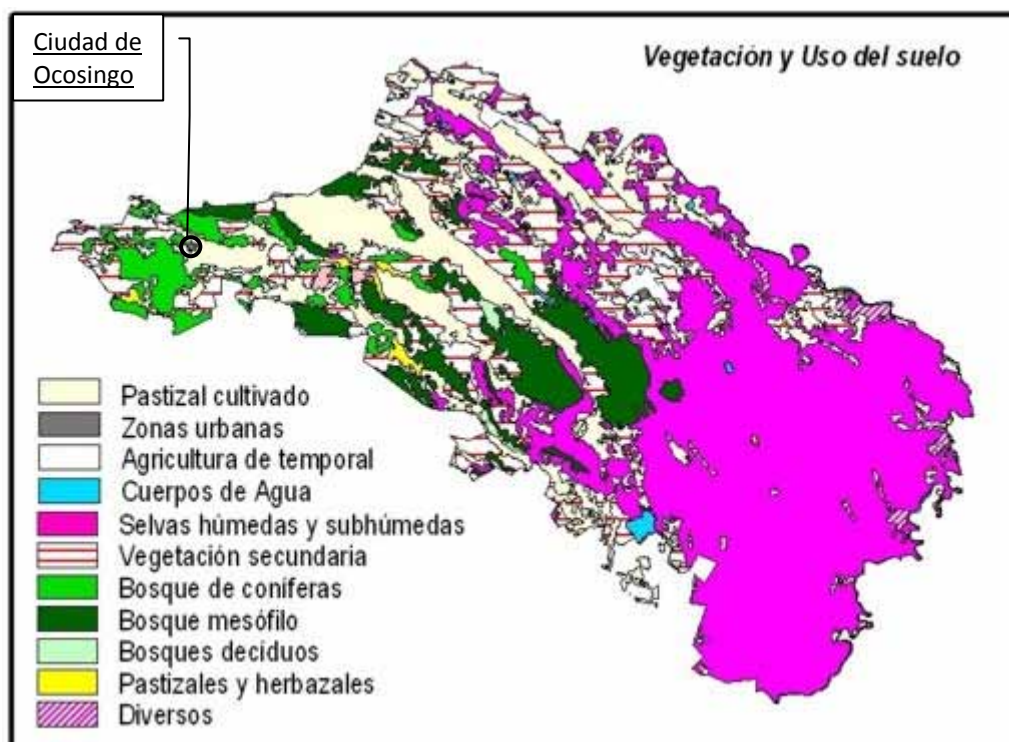 Ciudad de
Ocosingo
Vegetación y Uso del suelo
Pastizal cultivado
Zonas urbanas
Agricultura de temporal
Cuerpos de Agua
Selvas húmedas y subhúmedas
Vegetación secundaria
Bosque de coníferas
Bosque mesófilo
Bosques decíduos
Pastizales y herbazales
Diversos